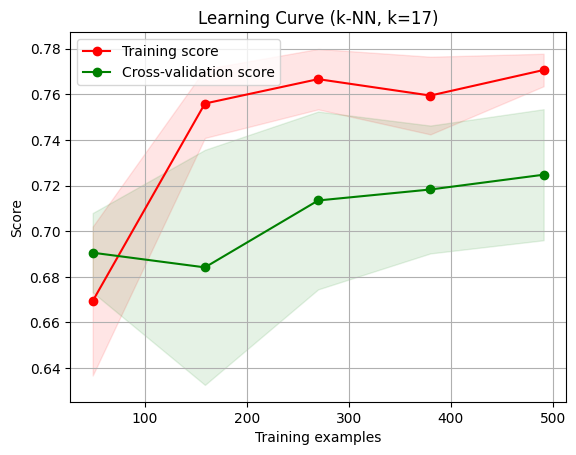 Learning Curve (k-NN, k=17)
Training score
Cross-validation score
0.78
0.76
0.74
0.72
0.70
0.68
0.66
0.64
Score
100
200
300
400
500
Training examples